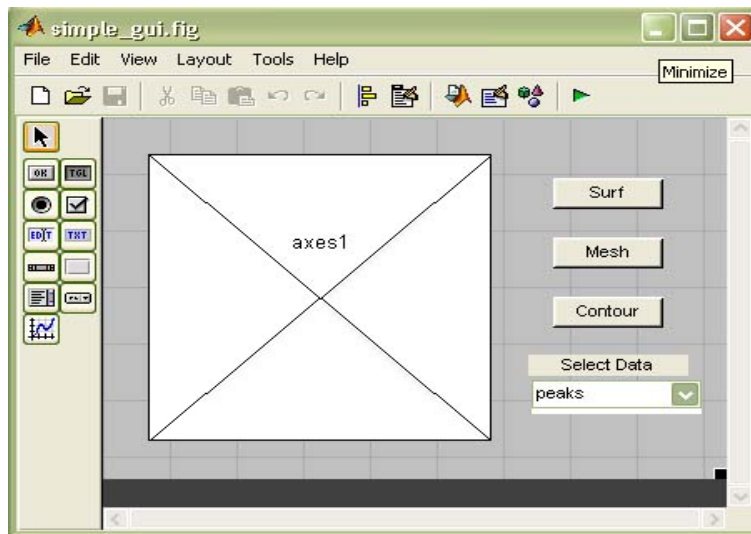 simple_gui.fig
File Edit View Layout Tools Help
Minimize
OK TGL
EDIT TXT
axes1
Surf
Mesh
Contour
Select Data
peaks